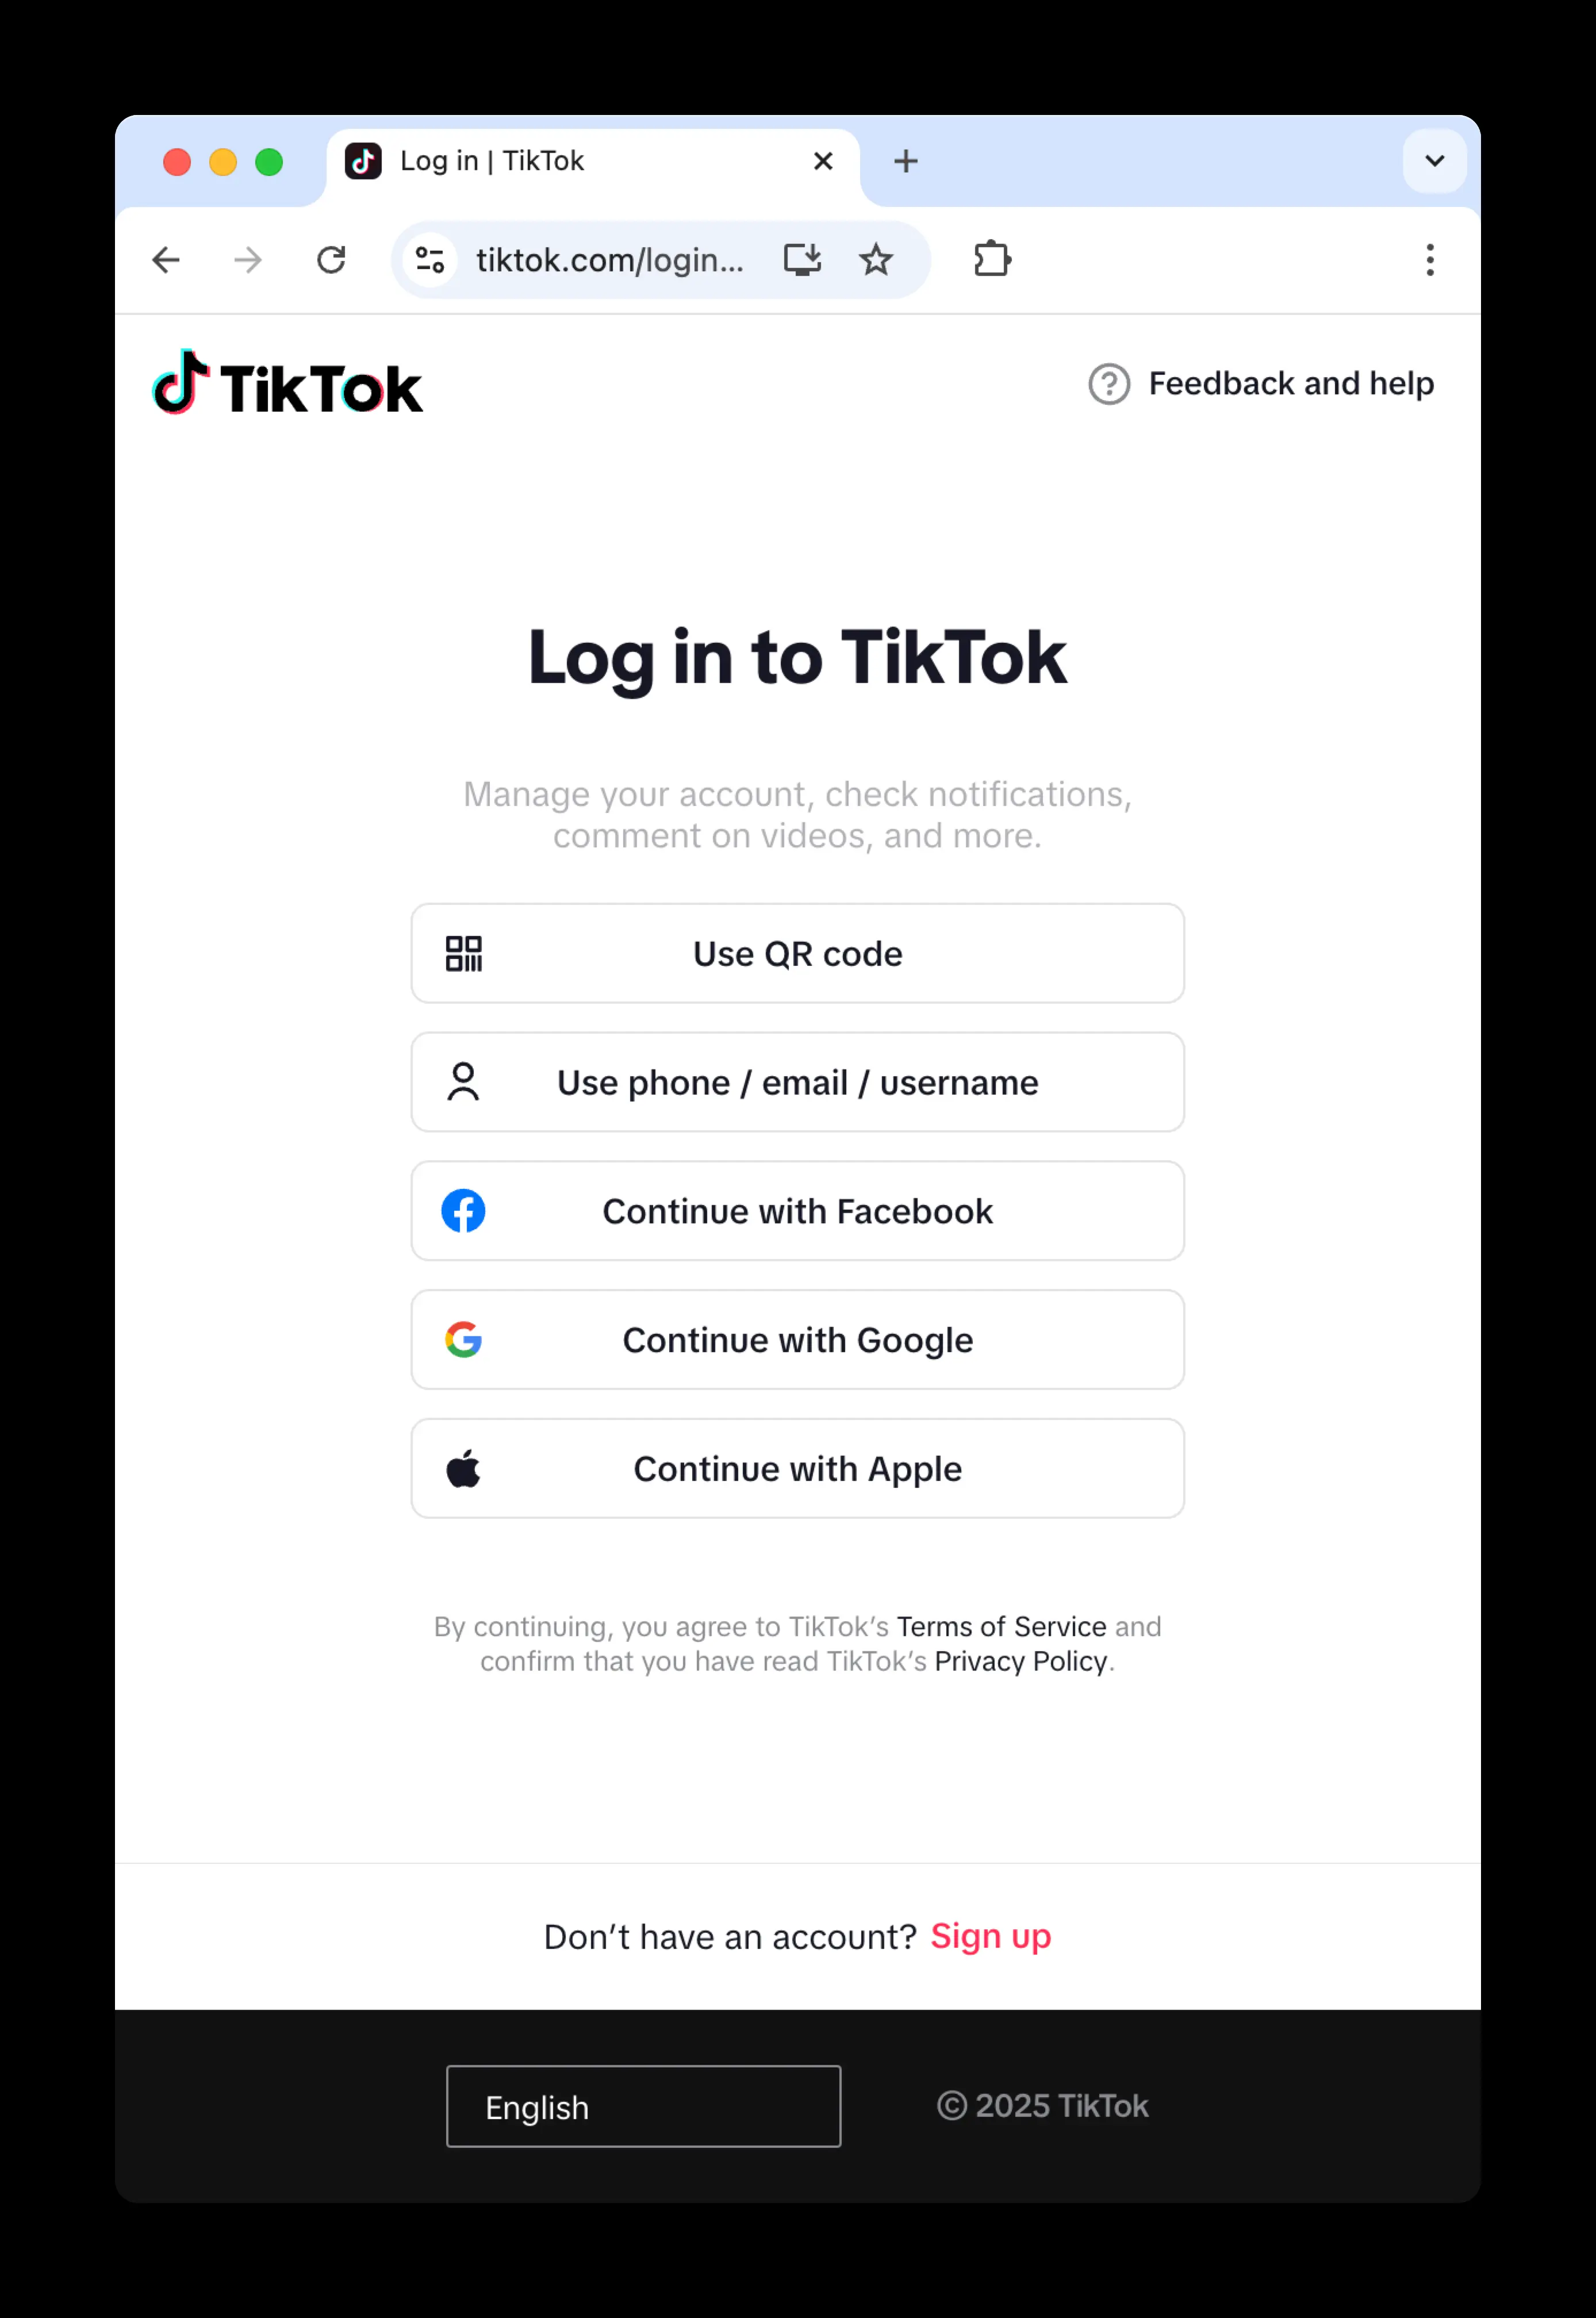 Log in | TikTok
tiktok.com/login...
TikTok
Feedback and help
Log in to TikTok
Manage your account, check notifications,
comment on videos, and more.
Use QR code
Use phone / email / username
Continue with Facebook
Continue with Google
Continue with Apple
By continuing, you agree to TikTok’s Terms of Service and
confirm that you have read TikTok’s Privacy Policy.
Don’t have an account? Sign up
English
© 2025 TikTok